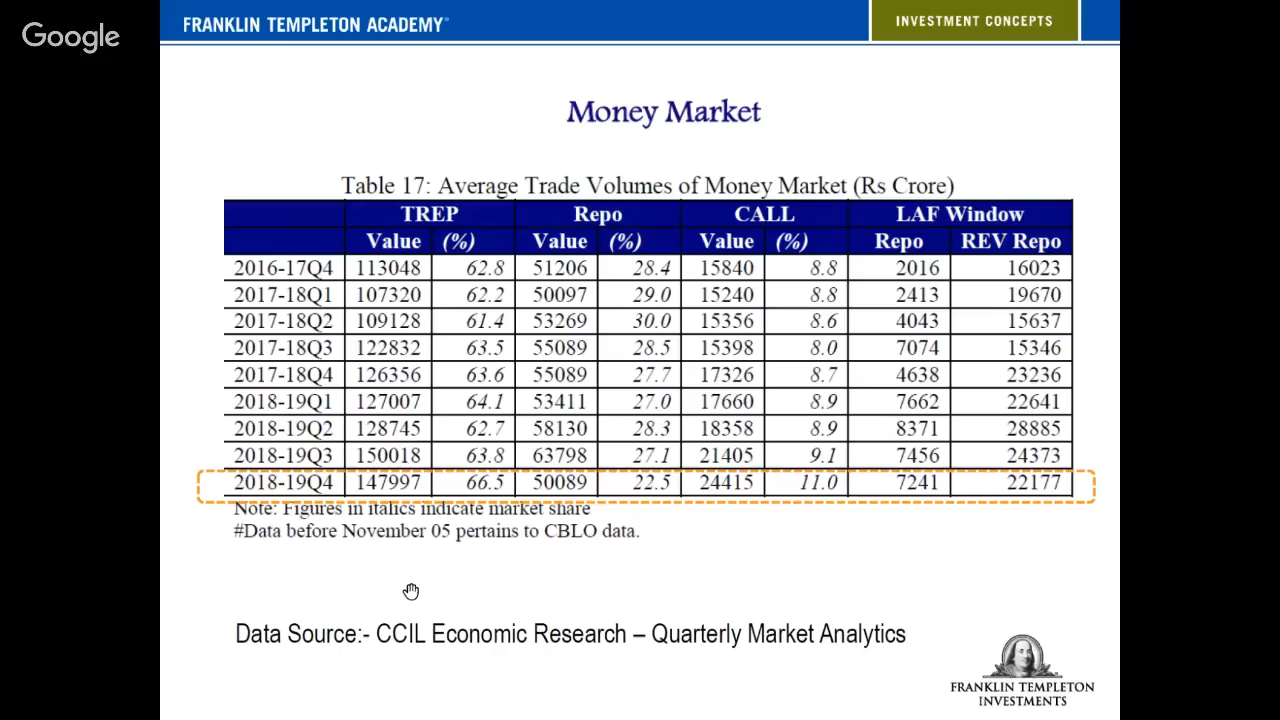 Google
FRANKLIN TEMPLETON ACADEMY
INVESTMENT CONCEPTS
Money Market
Table 17: Average Trade Volumes of Money Market (Rs Crore)
TREP Repo CALL LAF Window
Value (%) Value (%) Value (%) Repo REV Repo
2016-17Q4 113048 62.8 51206 28.4 15840 8.8 2016 16023
2017-18Q1 107320 62.2 50097 29.0 15240 8.8 2413 19670
2017-18Q2 109128 61.4 53269 30.0 15356 8.6 4043 15637
2017-18Q3 122832 63.5 55089 28.5 15398 8.0 7074 15346
2017-18Q4 126356 63.6 55089 27.7 17326 8.7 4638 23236
2018-19Q1 127007 64.1 53411 27.0 17660 8.9 7662 22641
2018-19Q2 128745 62.7 58130 28.3 18358 8.9 8371 28885
2018-19Q3 150018 63.8 63798 27.1 21405 9.1 7456 24373
2018-19Q4 147997 66.5 50089 22.5 24415 11.0 7241 22177
Note: Figures in italics indicate market share
#Data before November 05 pertains to CBLO data.
Data Source:- CCIL Economic Research – Quarterly Market Analytics
FRANKLIN TEMPLETON
INVESTMENTS